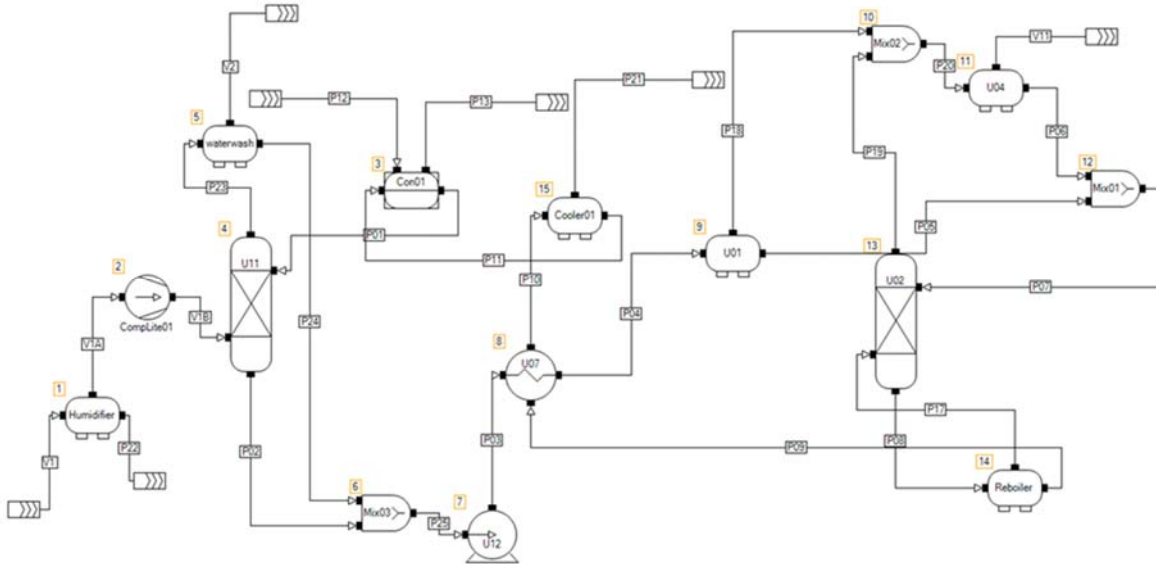 10
Mix02
V11
11
P20
U04
V2
P12
P13
P21
P18
P06
5
waterwash
3
Con01
15
Cooler01
P19
12
Mix01
P23
4
U11
P01
P11
P10
9
U01
P05
13
U02
P07
2
CompLite01
V1A
V1B
P24
P04
8
U07
1
Humidifier
V1
P22
P02
P03
P09
P17
P08
14
Reboiler
6
Mix03
P25
7
U12